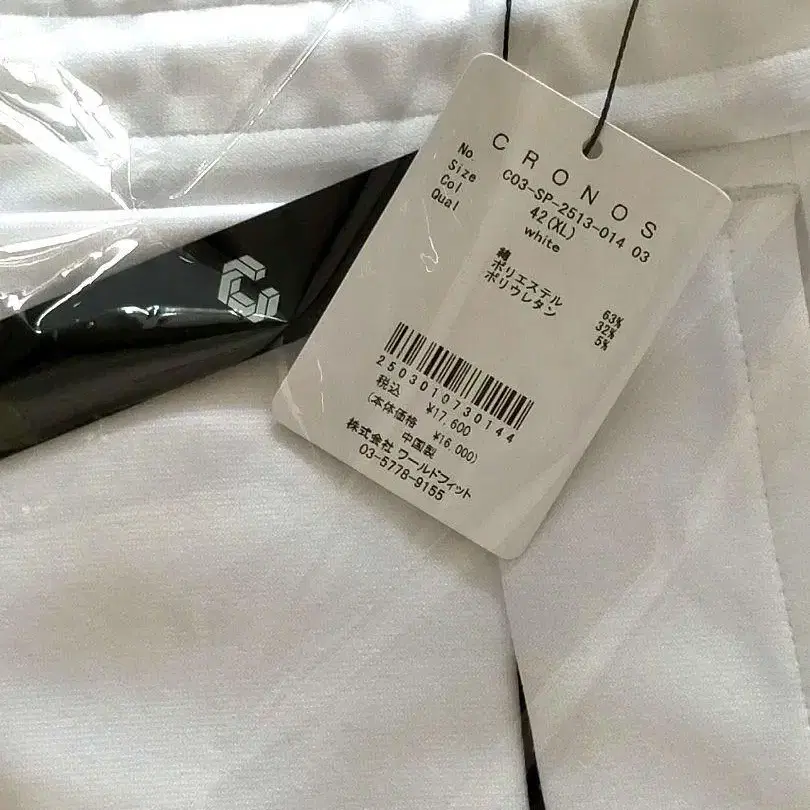 CRONOS
No C03-SP-2513-014 03
Size 42(XL)
Col white
Qual
綿 63%
ポリエステル 32%
ポリウレタン 5%
2503010730144
税込 ¥17,600
(本体価格 ¥16,000)
中国製
株式会社 ワールドフィット
03-5778-9155